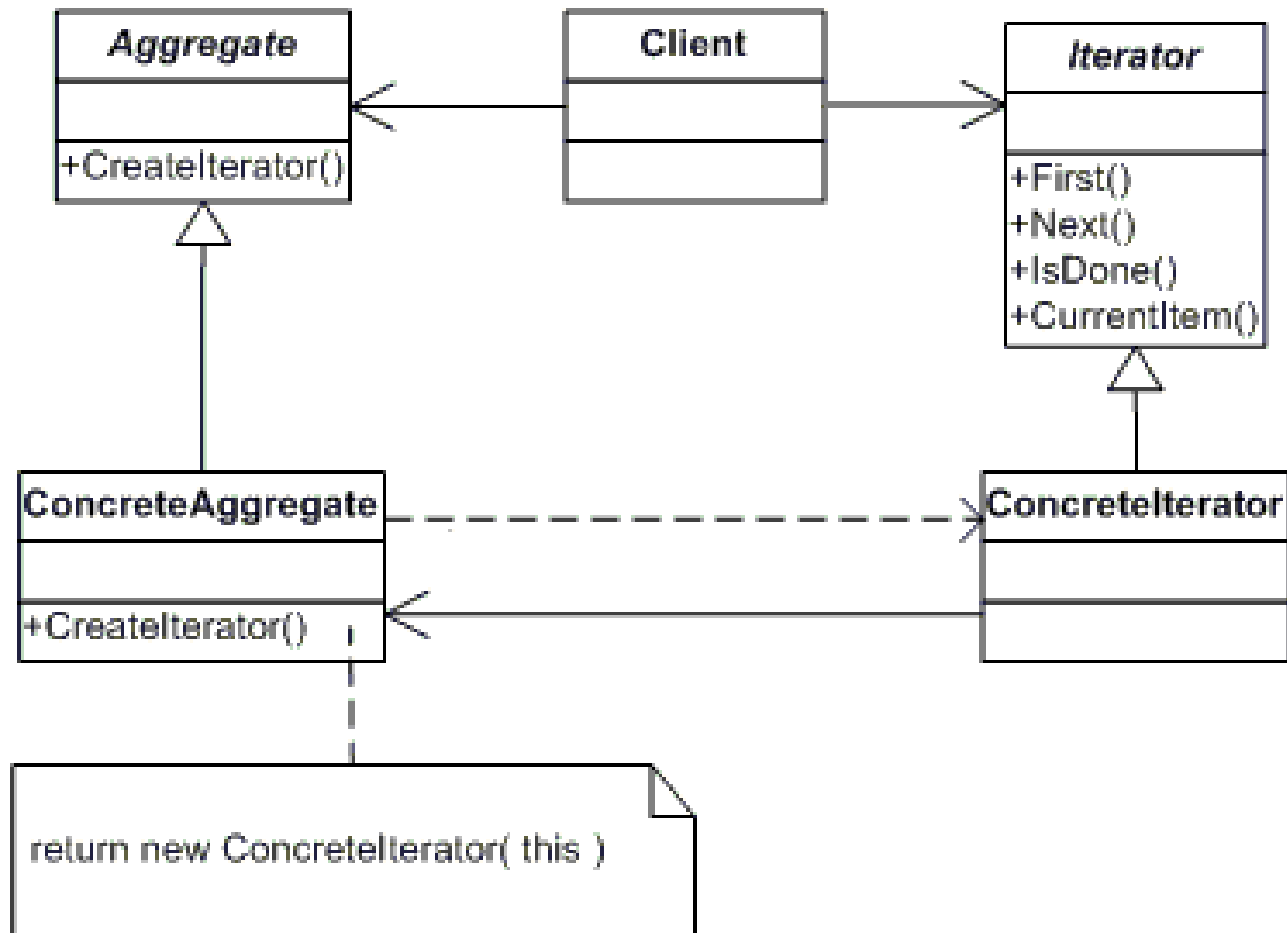 Aggregate
+CreateIterator()
Client
Iterator
+First()
+Next()
+IsDone()
+CurrentItem()
ConcreteAggregate
+CreateIterator()
ConcreteIterator
return new ConcreteIterator( this )